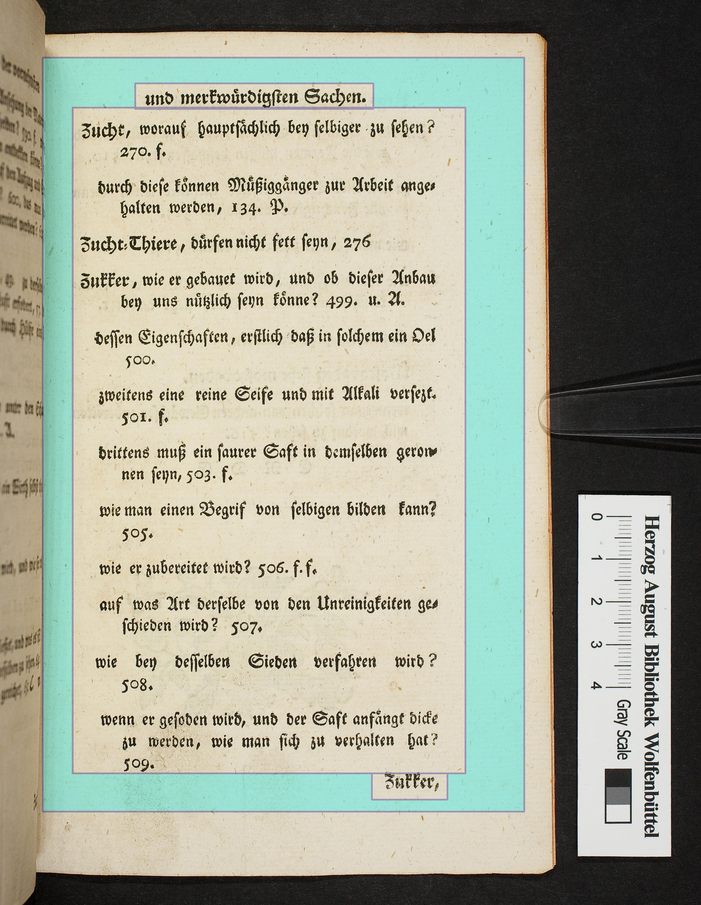 und merkwürdigsten Sachen.
Zucht, worauf hauptsächlich bey selbiger zu sehen?
270. f.
durch diese können Müßiggänger zur Arbeit ange-
halten werden, 134. P.
Zucht-Thiere, dürfen nicht fett seyn, 276
Zukker, wie er gebauet wird, und ob dieser Anbau
bey uns nützlich seyn könne? 499. u. A.
dessen Eigenschaften, erstlich daß in solchem ein Oel
500.
zweitens eine reine Seife und mit Alkali versezt.
501. f.
drittens muß ein saurer Saft in demselben geron-
nen seyn, 503. f.
wie man einen Begrif von selbigen bilden kann?
505.
wie er zubereitet wird? 506. f. f.
auf was Art derselbe von den Unreinigkeiten ge-
schieden wird? 507.
wie bey desselben Sieden verfahren wird?
508.
wenn er gesoden wird, und der Saft anfängt dicke
zu werden, wie man sich zu verhalten hat?
509.
Zukker,
Herzog August Bibliothek Wolfenbüttel
0 1 2 3 4
Gray Scale